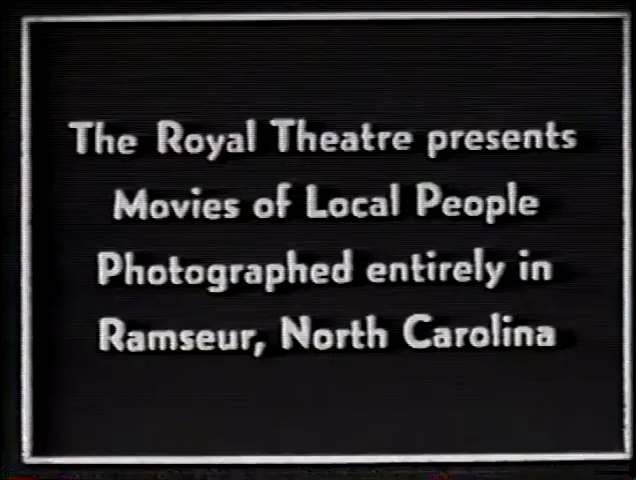 The Royal Theatre presents
Movies of Local People
Photographed entirely in
Ramseur, North Carolina